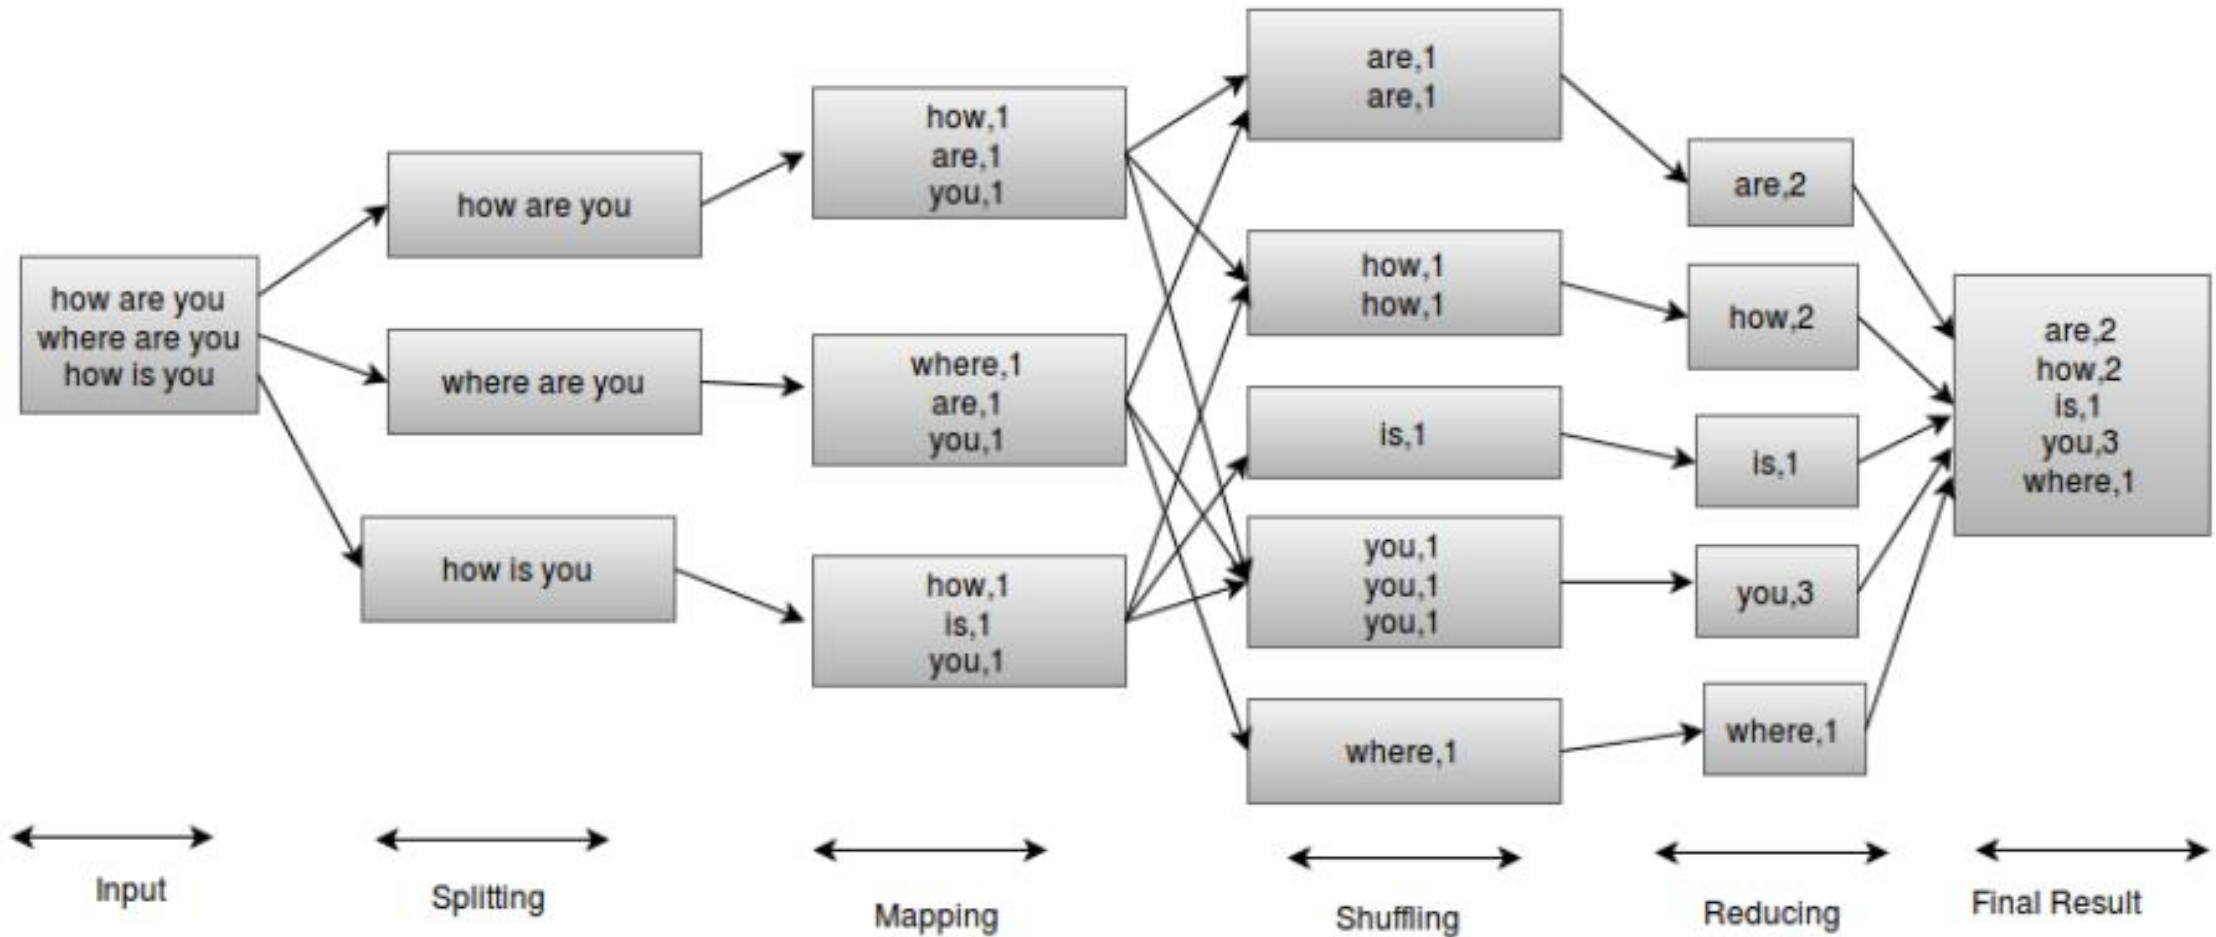 how are you
where are you
how is you
how are you
where are you
how is you
how,1
are,1
you,1
where,1
are,1
you,1
how,1
is,1
you,1
are,1
are,1
how,1
how,1
is,1
you,1
you,1
you,1
where,1
are,2
how,2
is,1
you,3
where,1
are,2
how,2
is,1
you,3
where,1
Input
Splitting
Mapping
Shuffling
Reducing
Final Result